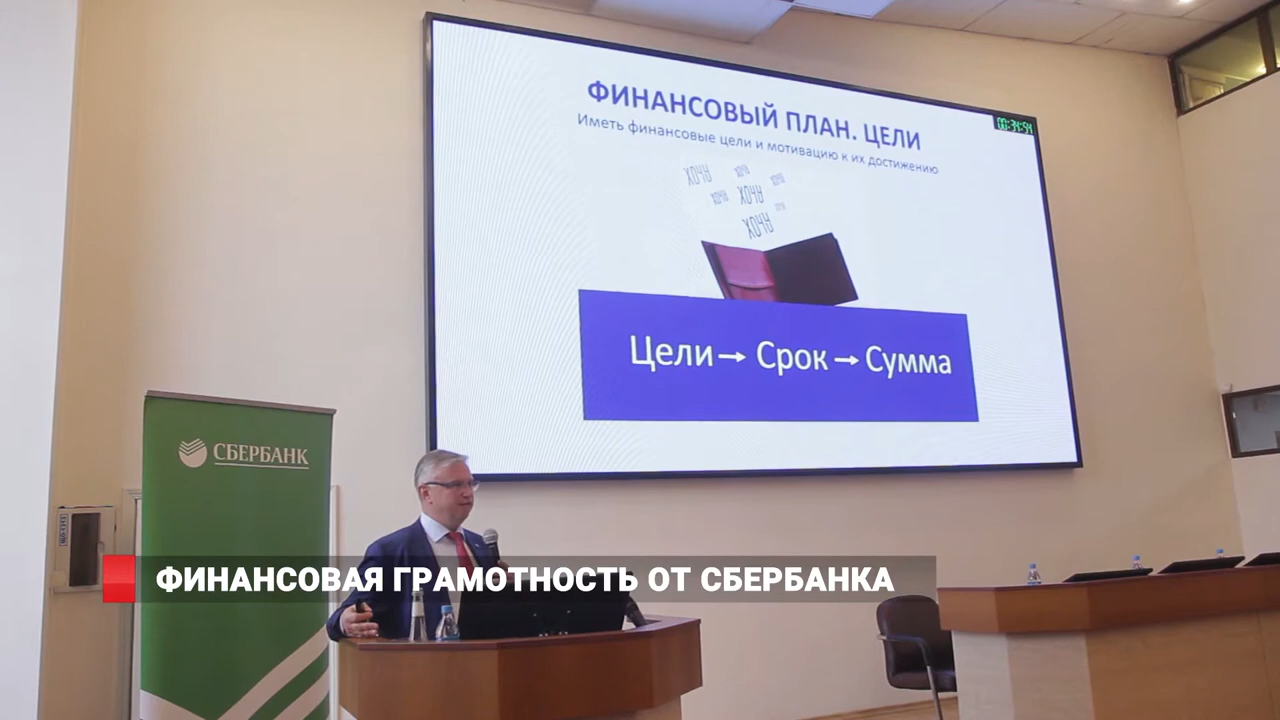 ФИНАНСОВЫЙ ПЛАН. ЦЕЛИ
Иметь финансовые цели и мотивацию к их достижению
00:34:54
ХОЧУ
ХОЧУ
ХОЧУ
Цели→ Срок→ Сумма
СБЕРБАНК
ФИНАНСОВАЯ ГРАМОТНОСТЬ ОТ СБЕРБАНКА